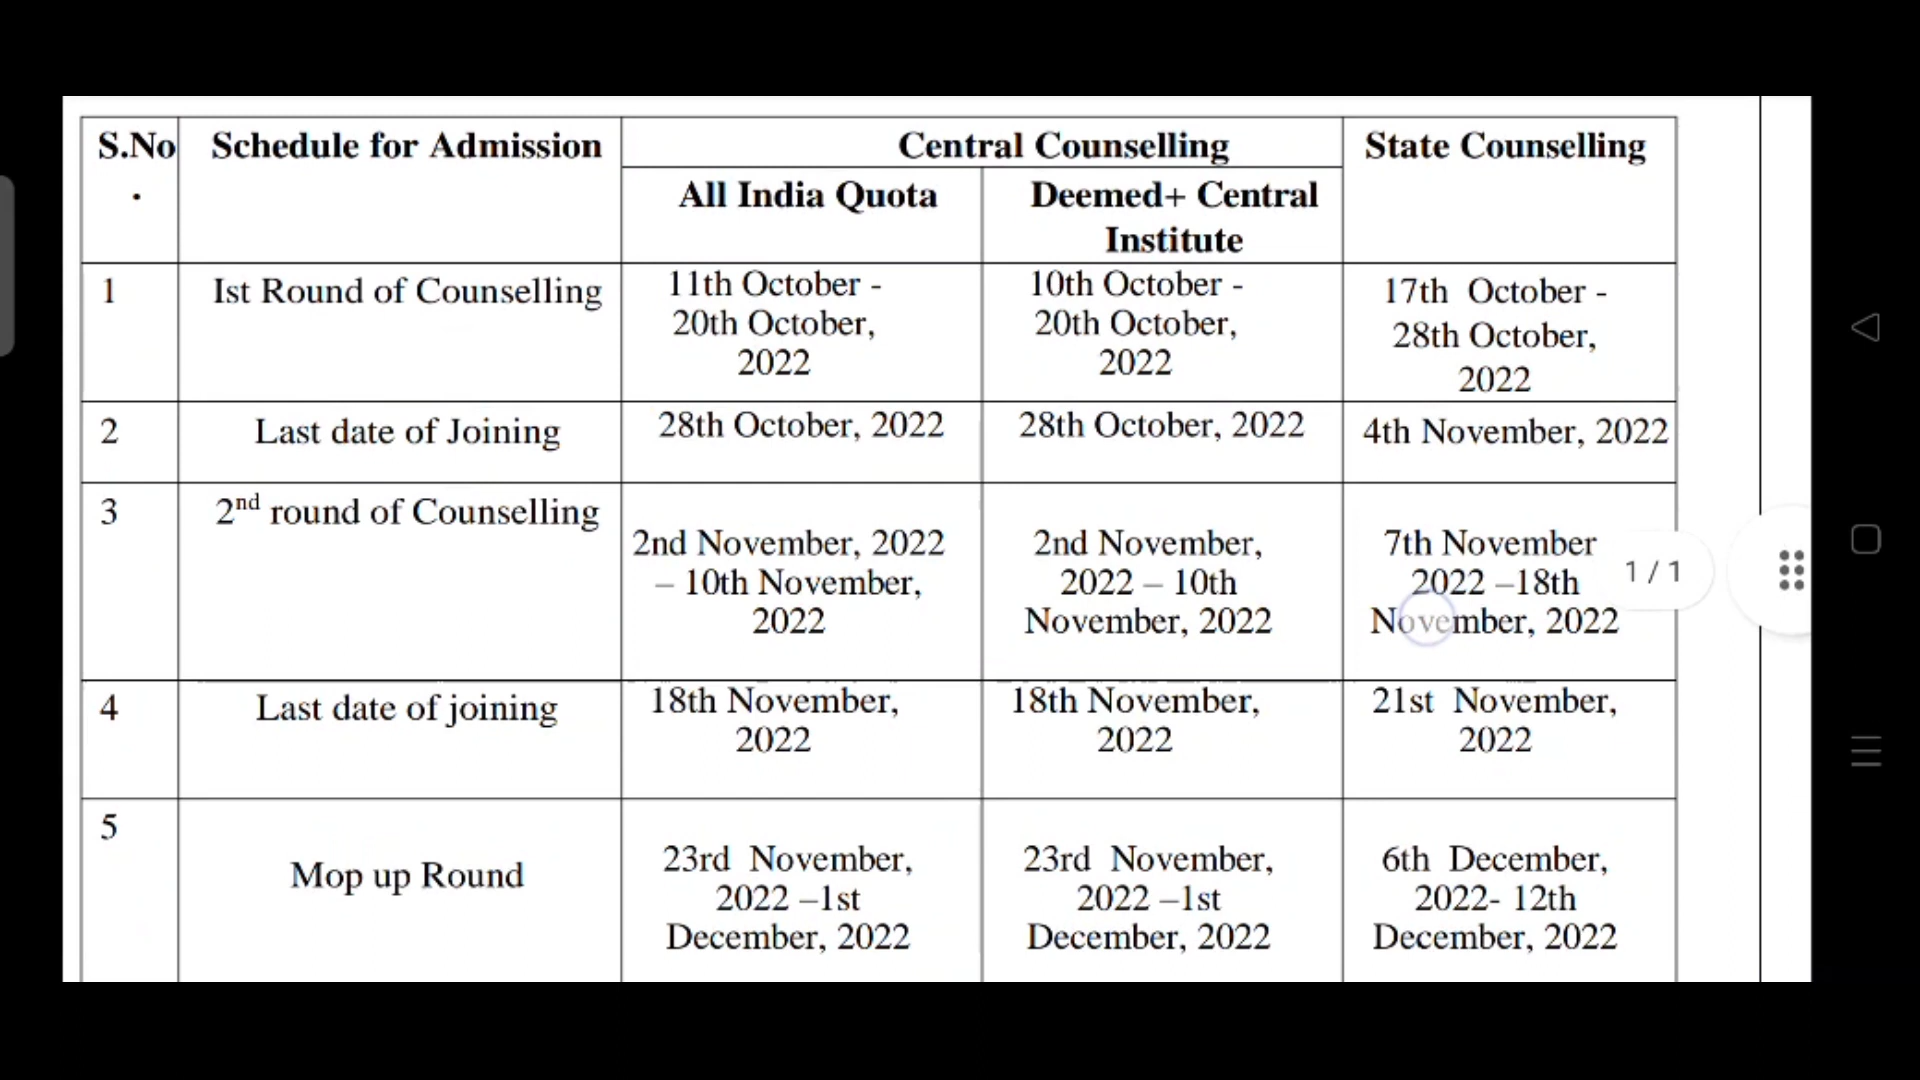 S.No
.
Schedule for Admission
Central Counselling
State Counselling
All India Quota
Deemed+ Central
Institute
1
Ist Round of Counselling
11th October -
20th October,
2022
10th October -
20th October,
2022
17th October -
28th October,
2022
2
Last date of Joining
28th October, 2022
28th October, 2022
4th November, 2022
3
2nd round of Counselling
2nd November, 2022
– 10th November,
2022
2nd November,
2022 – 10th
November, 2022
7th November
2022 –18th
November, 2022
1 / 1
4
Last date of joining
18th November,
2022
18th November,
2022
21st November,
2022
5
Mop up Round
23rd November,
2022 –1st
December, 2022
23rd November,
2022 –1st
December, 2022
6th December,
2022- 12th
December, 2022